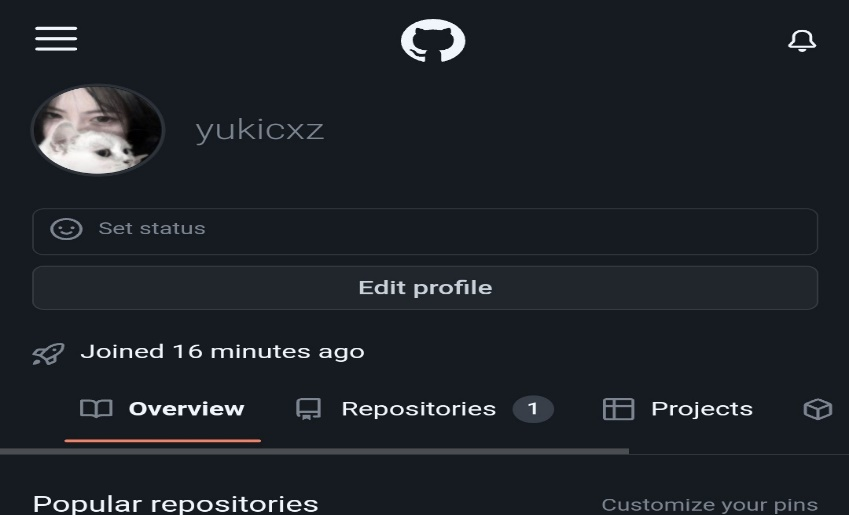 yukicxz
Set status
Edit profile
Joined 16 minutes ago
Overview Repositories 1 Projects
Popular repositories Customize your pins